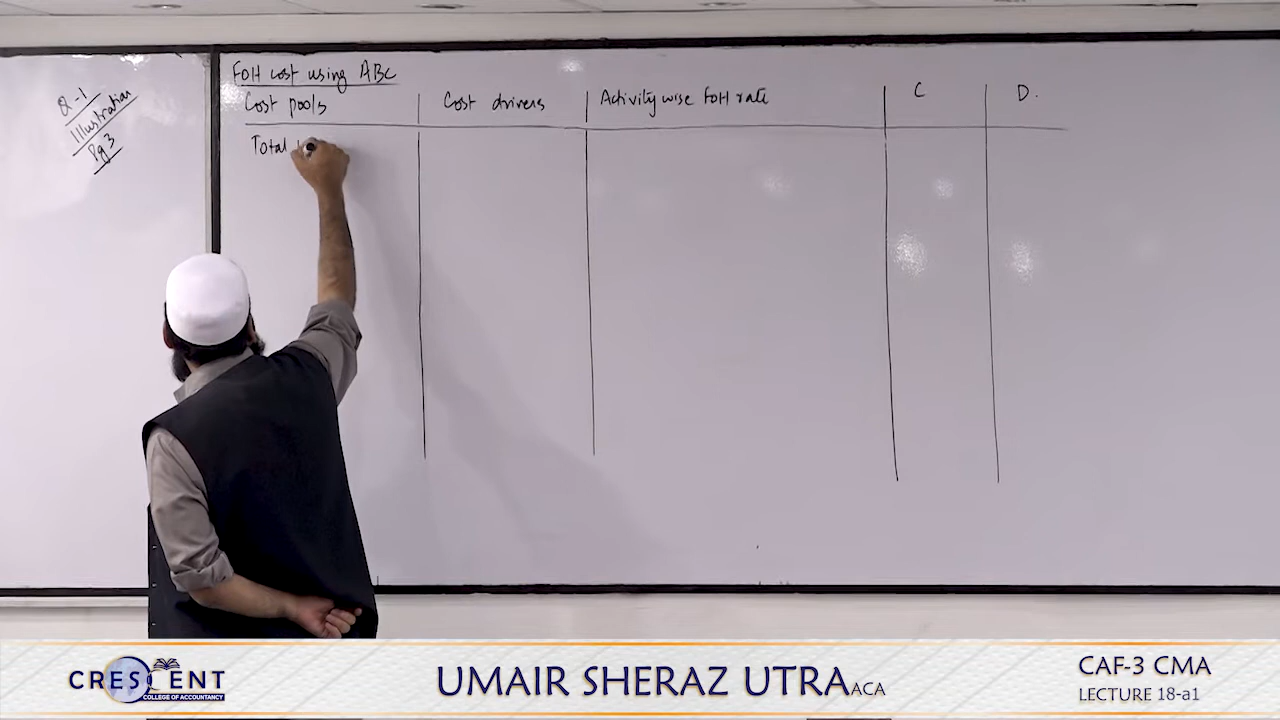 Q-1
Illustration
Pg 3
FOH cost using ABC
Cost pools Cost drivers Activity wise FOH rate C D.
Total
CRESCENT
COLLEGE OF ACCOUNTANCY
UMAIR SHERAZ UTRA ACA
CAF-3 CMA
LECTURE 18-a1